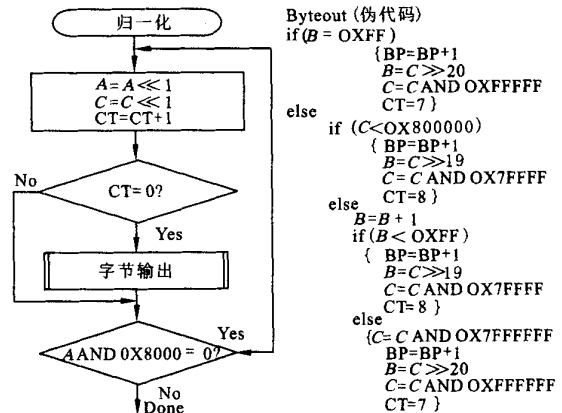 归一化
A=A≪1
C=C≪1
CT=CT+1
No
CT=0?
Yes
字节输出
Yes
A AND 0X8000 = 0?
No
Done
Byteout (伪代码)
if(B = OXFF)
{ BP=BP+1
B=C≫20
C=C AND OXFFFFF
CT=7 }
else
if (C<OX800000)
{ BP=BP+1
B=C≫19
C=C AND OX7FFFF
CT=8 }
else
B=B+1
if(B< OXFF)
{ BP=BP+1
B=C≫19
C=C AND OX7FFFF
CT=8 }
else
{C=C AND OX7FFFFFF
BP=BP+1
B=C≫20
C=C AND OXFFFFFF
CT=7 }